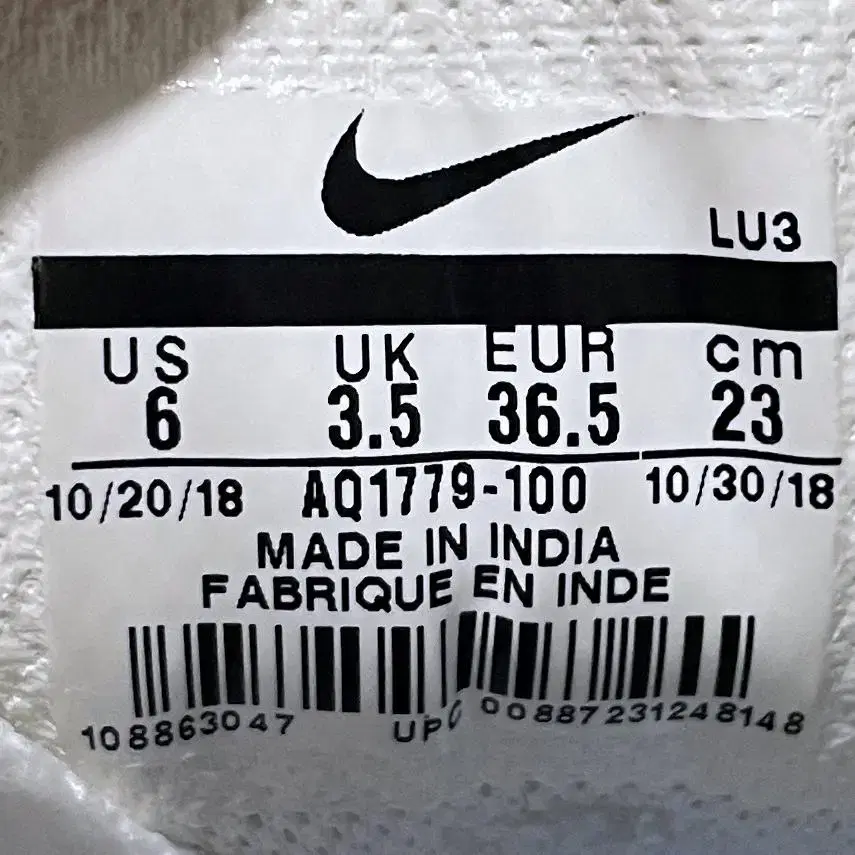 LU3
US UK EUR cm
6 3.5 36.5 23
10/20/18 AQ1779-100 10/30/18
MADE IN INDIA
FABRIQUE EN INDE
108863047 UPC 00887231248148